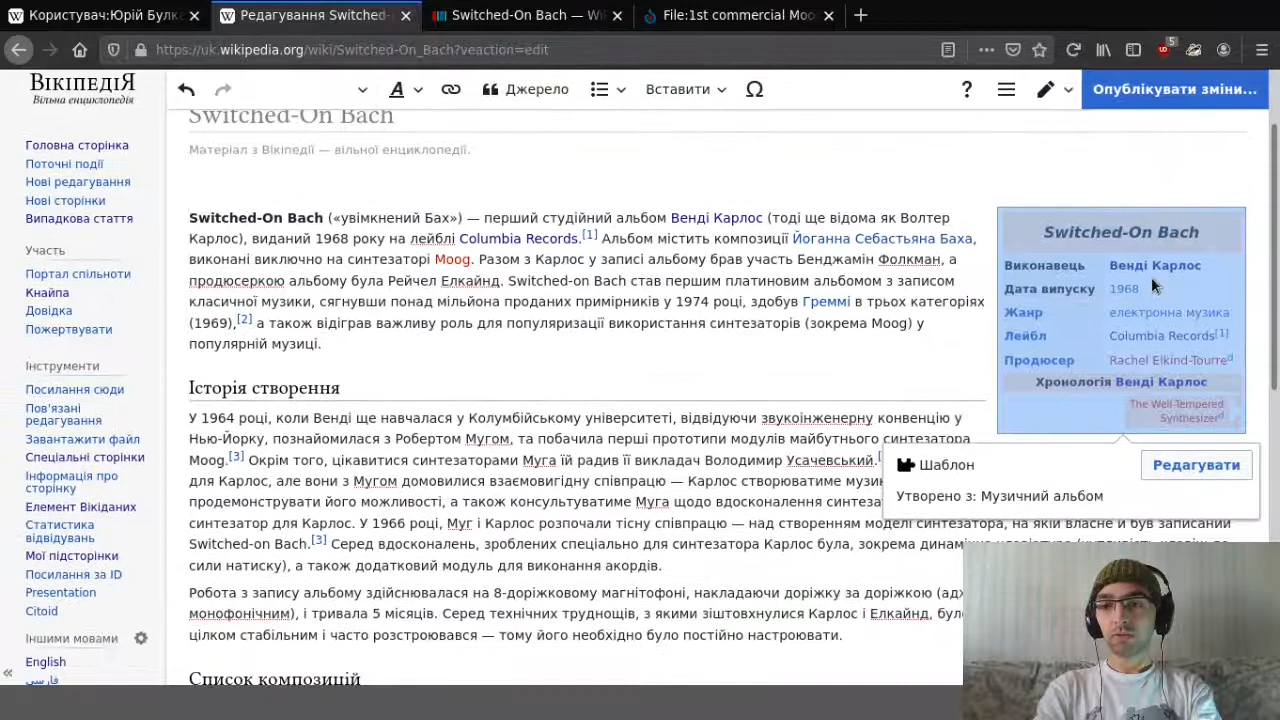 Користувач:Юрій Булка
Редагування Switched-
Switched-On Bach — Wi
File:1st commercial Moo
https://uk.wikipedia.org/wiki/Switched-On_Bach?veaction=edit
5
ВікіпедіЯ
Вільна енциклопедія
Джерело
Вставити
Опублікувати зміни...
Головна сторінка
Поточні події
Нові редагування
Нові сторінки
Випадкова стаття
Участь
Портал спільноти
Кнайпа
Довідка
Пожертвувати
Інструменти
Посилання сюди
Пов'язані
редагування
Завантажити файл
Спеціальні сторінки
Інформація про
сторінку
Елемент Вікіданих
Статистика
відвідувань
Мої підсторінки
Посилання за ID
Presentation
Citoid
Іншими мовами
English
فارسی
Switched-On Bach
Матеріал з Вікіпедії — вільної енциклопедії.
Switched-On Bach («увімкнений Бах») — перший студійний альбом Венді Карлос (тоді ще відома як Волтер
Карлос), виданий 1968 року на лейблі Columbia Records.[1] Альбом містить композиції Йоганна Себастьяна Баха,
виконані виключно на синтезаторі Moog. Разом з Карлос у записі альбому брав участь Бенджамін Фолкман, а
продюсеркою альбому була Рейчел Елкайнд. Switched-on Bach став першим платиновим альбомом з записом
класичної музики, сягнувши понад мільйона проданих примірників у 1974 році, здобув Греммі в трьох категоріях
(1969),[2] а також відіграв важливу роль для популяризації використання синтезаторів (зокрема Moog) у
популярній музиці.
Історія створення
У 1964 році, коли Венді ще навчалася у Колумбійському університеті, відвідуючи звукоінженерну конвенцію у
Нью-Йорку, познайомилася з Робертом Мугом, та побачила перші прототипи модулів майбутнього синтезатора
Moog.[3] Окрім того, цікавитися синтезаторами Муга їй радив її викладач Володимир Усачевський.
для Карлос, але вони з Мугом домовилися взаємовигідну співпрацю — Карлос створюватиме
продемонструвати його можливості, а також консультуватиме Муга щодо вдосконалення
синтезатор для Карлос. У 1966 році, Муг і Карлос розпочали тісну співпрацю — над створенням моделі синтезатора, на якій власне й був записаний
Switched-on Bach.[3] Серед вдосконалень, зроблених спеціально для синтезатора Карлос була, зокрема
сили натиску), а також додатковий модуль для виконання акордів.
Робота з запису альбому здійснювалася на 8-доріжковому магнітофоні, накладаючи доріжку за доріжкою
монофонічним), і тривала 5 місяців. Серед технічних труднощів, з якими зіштовхнулися Карлос і Елкайнд,
цілком стабільним і часто розстроювався — тому його необхідно було постійно настроювати.
Список композицій
Switched-On Bach
Виконавець Венді Карлос
Дата випуску 1968
Жанр електронна музика
Лейбл Columbia Records[1]
Продюсер Rachel Elkind-Tourre d
Хронологія Венді Карлос
The Well-Tempered
Synthesizer d
Шаблон
Редагувати
Утворено з: Музичний альбом